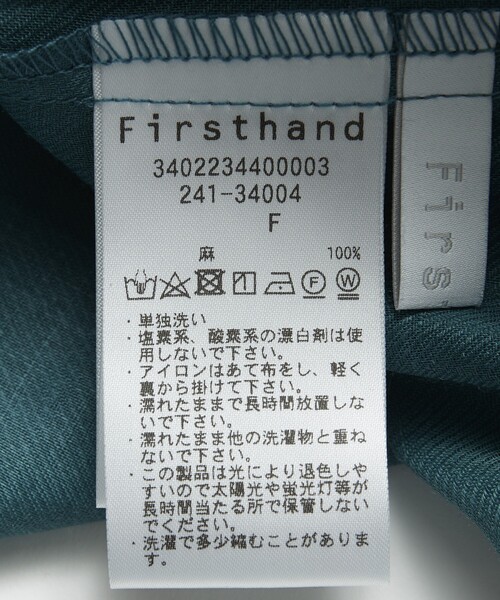 Firsthand
3402234400003
241-34004
F
麻 100%
F W
・単独洗い
・塩素系、酸素系の漂白剤は使
用しないで下さい。
・アイロンはあて布をし、軽く
裏から掛けて下さい。
・濡れたままで長時間放置しな
いで下さい。
・濡れたまま他の洗濯物と重ね
ないで下さい。
・この製品は光により退色しや
すいので太陽光や蛍光灯等が
長時間当たる所で保管しない
で下さい。
・洗濯で多少縮むことがありま
す。
Firs